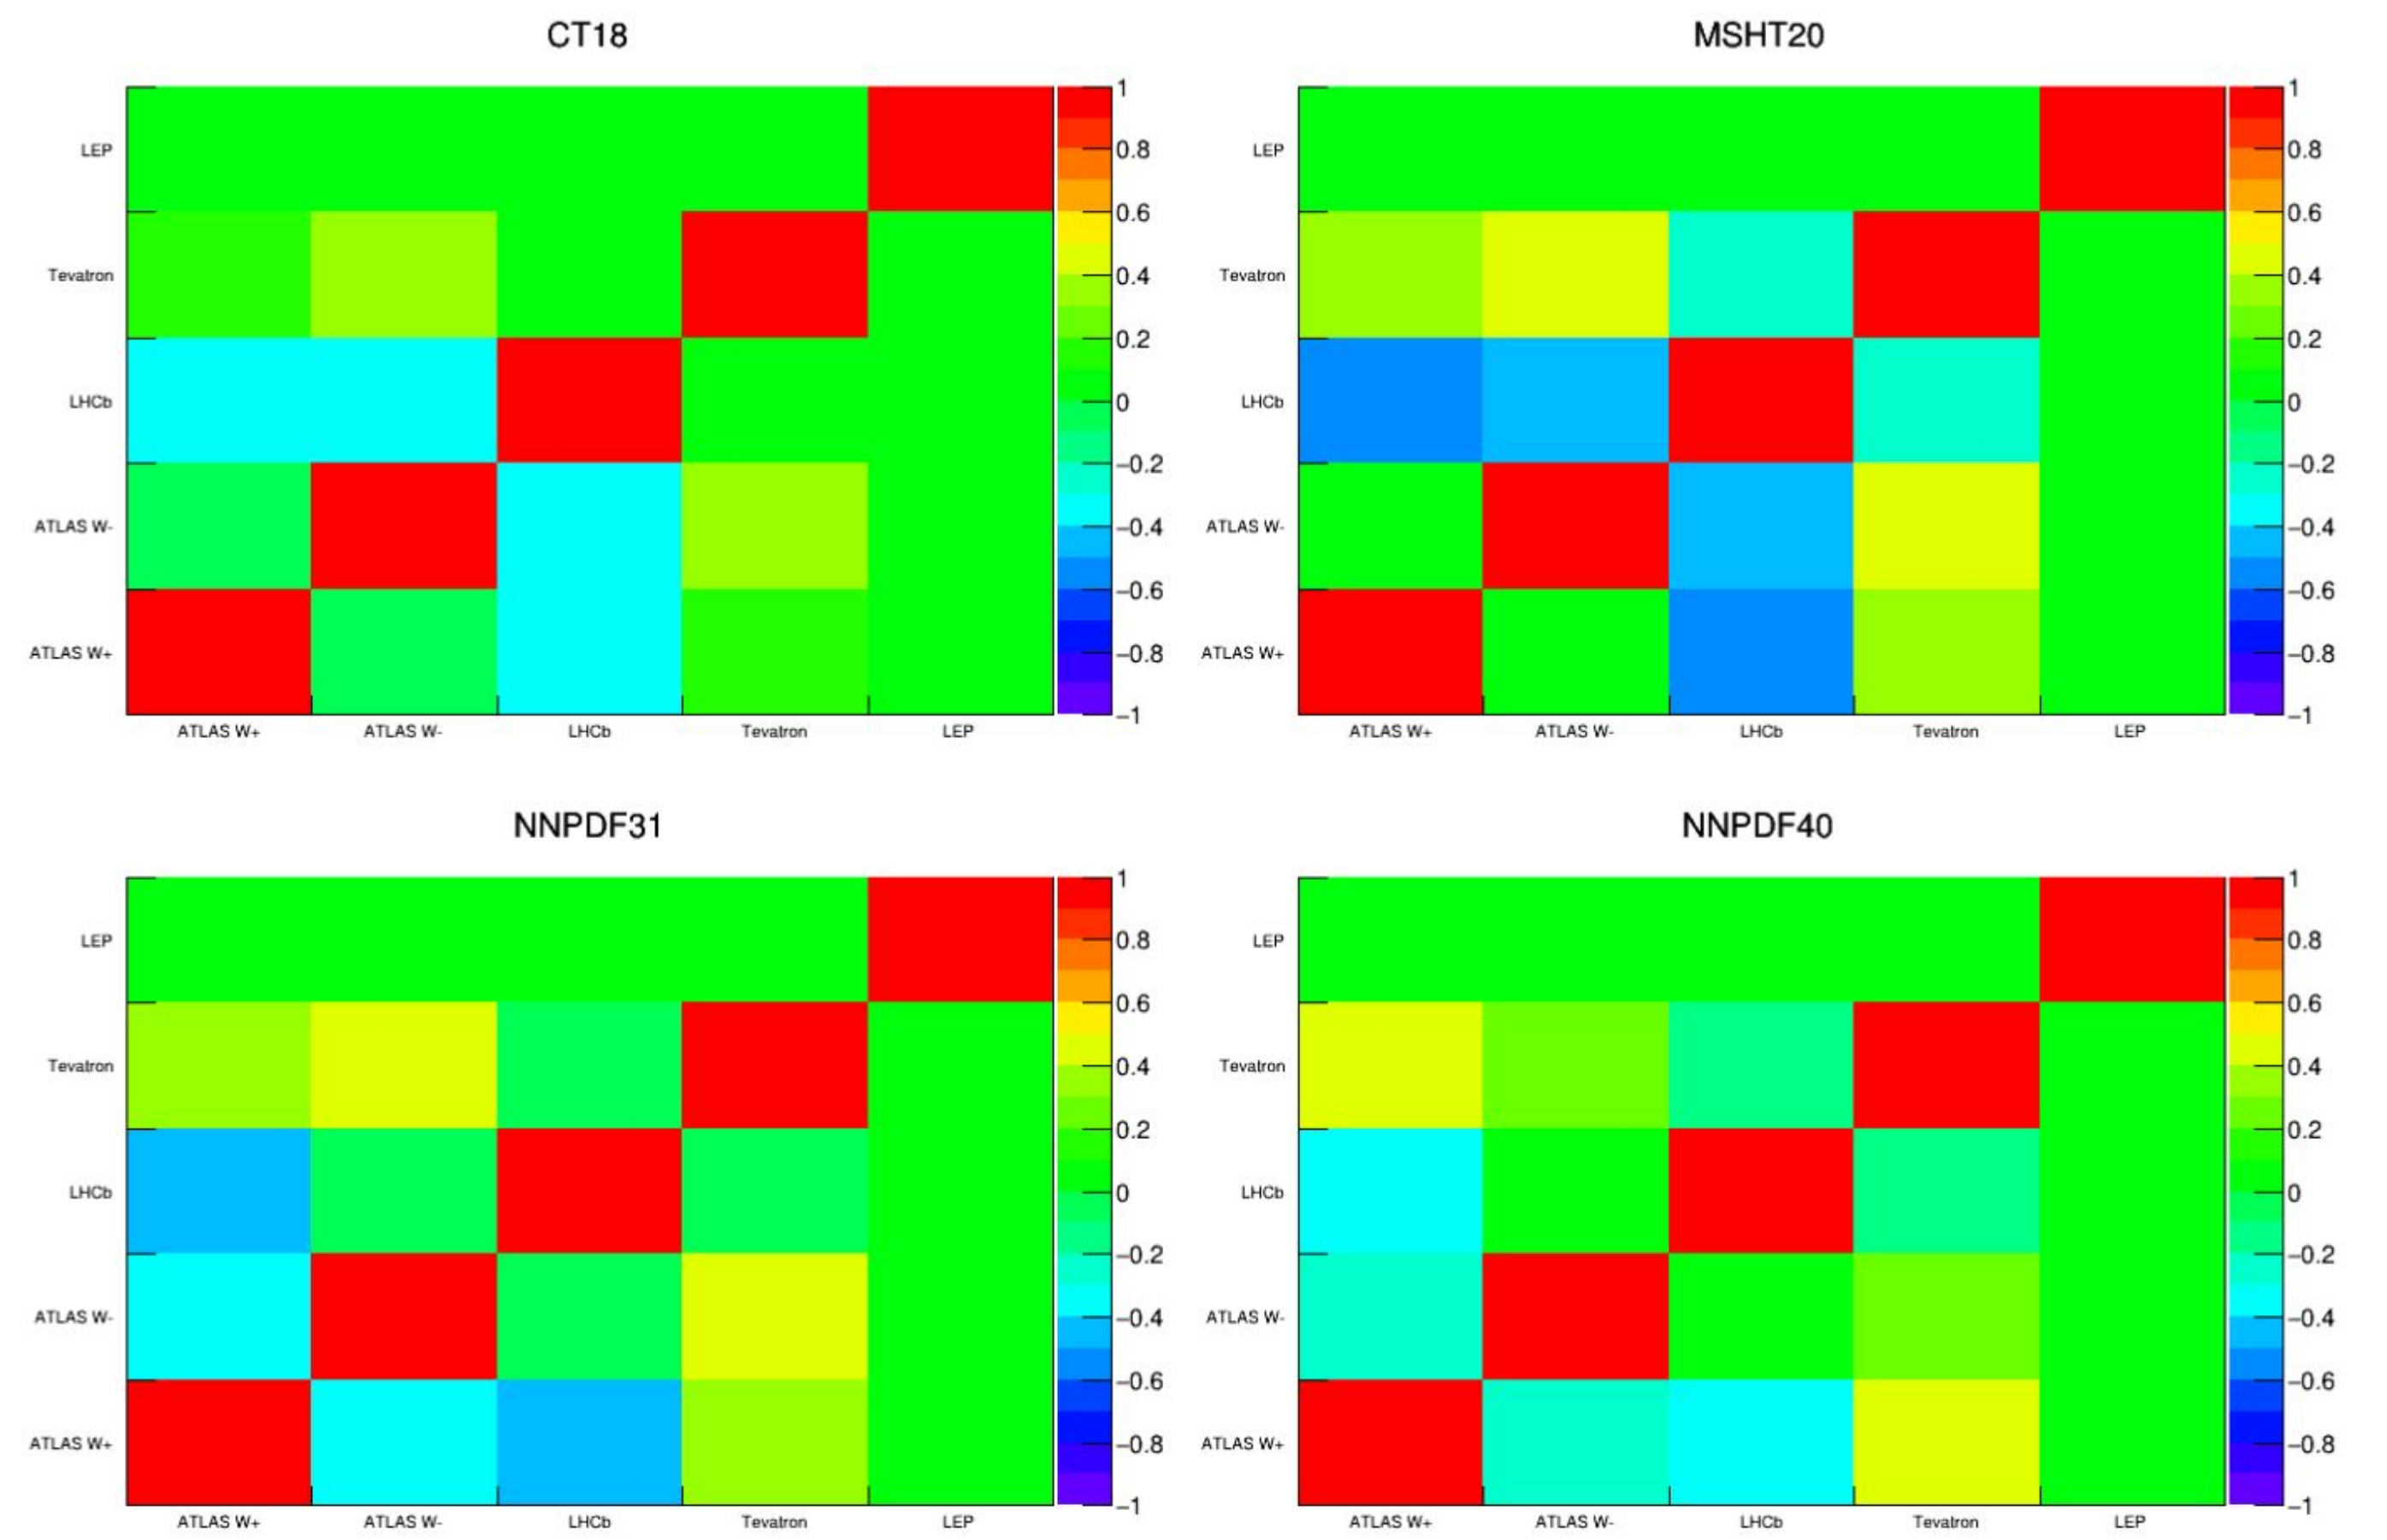 CT18
1
0.8
0.6
0.4
0.2
0
−0.2
−0.4
−0.6
−0.8
−1
LEP
Tevatron
LHCb
ATLAS W-
ATLAS W+
ATLAS W+ ATLAS W- LHCb Tevatron LEP
MSHT20
1
0.8
0.6
0.4
0.2
0
−0.2
−0.4
−0.6
−0.8
−1
LEP
Tevatron
LHCb
ATLAS W-
ATLAS W+
ATLAS W+ ATLAS W- LHCb Tevatron LEP
NNPDF31
1
0.8
0.6
0.4
0.2
0
−0.2
−0.4
−0.6
−0.8
−1
LEP
Tevatron
LHCb
ATLAS W-
ATLAS W+
ATLAS W+ ATLAS W- LHCb Tevatron LEP
NNPDF40
1
0.8
0.6
0.4
0.2
0
−0.2
−0.4
−0.6
−0.8
−1
LEP
Tevatron
LHCb
ATLAS W-
ATLAS W+
ATLAS W+ ATLAS W- LHCb Tevatron LEP